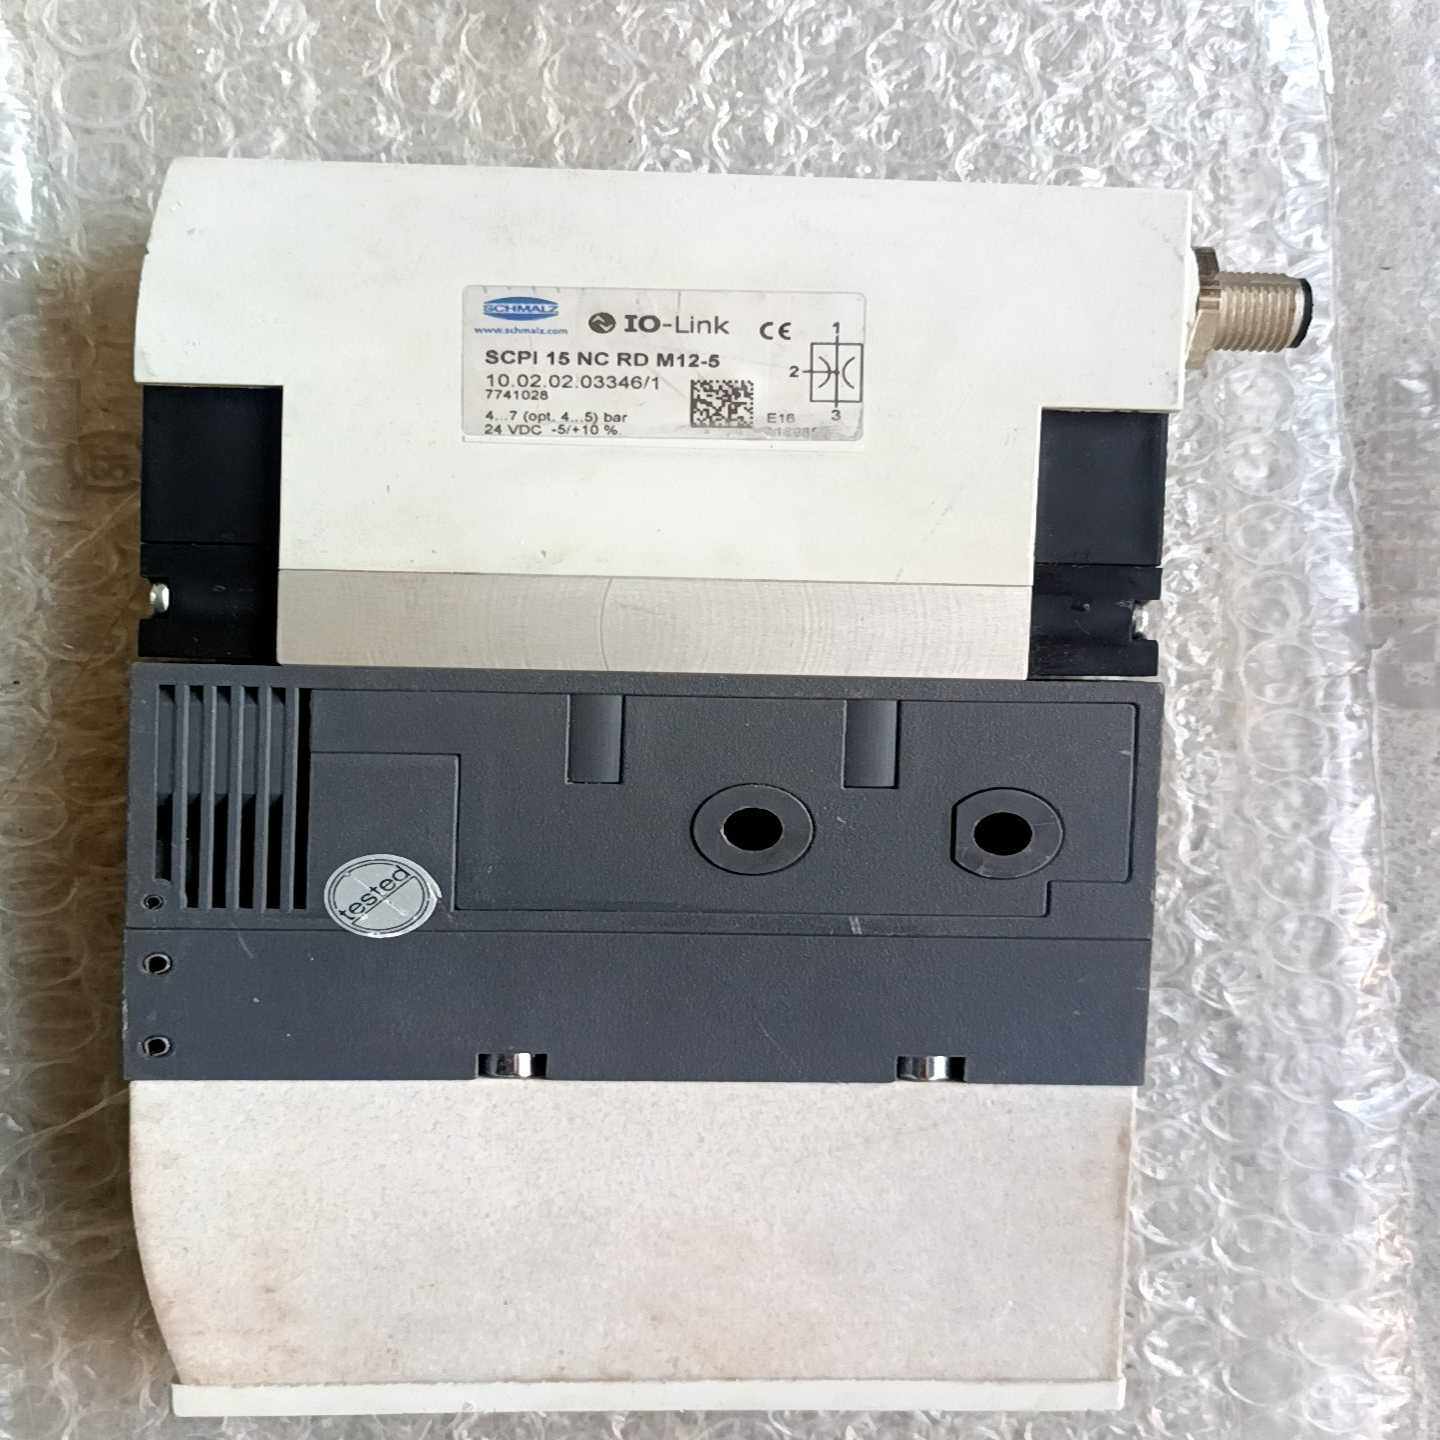 SCHMALZ
www.schmalz.com
IO-Link
CE
SCPI 15 NC RD M12-5
10.02.02.03346/1
7741028
4...7 (opt. 4...5) bar
24 VDC -5/+10 %
E16
1
2
3
tested